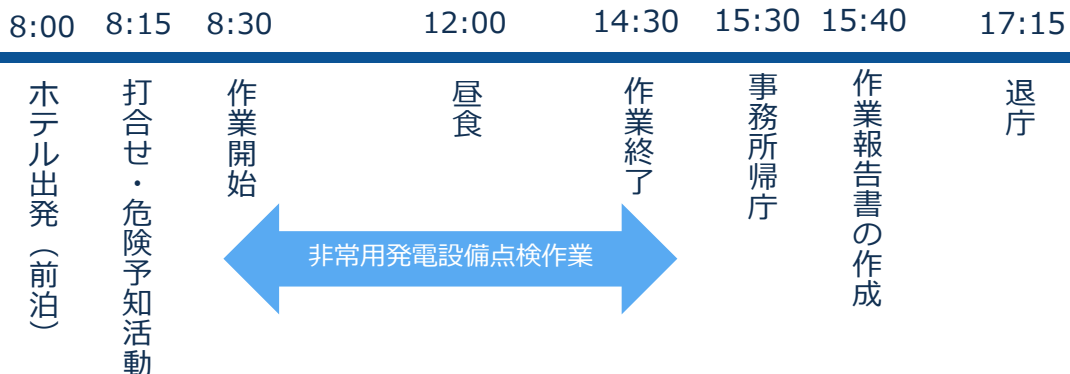 8:00 8:15 8:30 12:00 14:30 15:30 15:40 17:15
ホテル出発（前泊）
打合せ・危険予知活動
作業開始
昼食
作業終了
事務所帰庁
作業報告書の作成
退庁
非常用発電設備点検作業